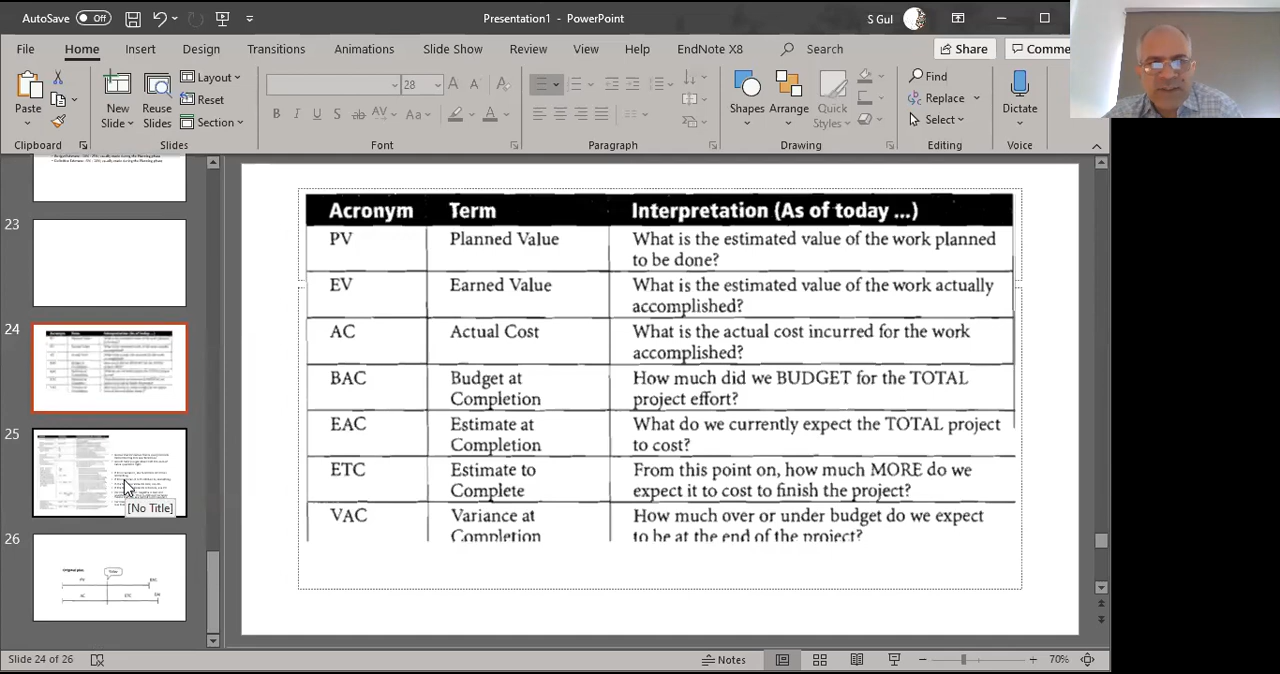 AutoSave Off Presentation1 - PowerPoint S Gul
File Home Insert Design Transitions Animations Slide Show Review View Help EndNote X8 Search Share Comme
Paste New Slide Reuse Slides Layout Reset Section 28 A A A
B I U S ab AV Aa A
Shapes Arrange Quick Styles Find Replace Select Dictate
Clipboard Slides Font Paragraph Drawing Editing Voice
23
24
25
[No Title]
26
Acronym Term Interpretation (As of today ...)
PV Planned Value What is the estimated value of the work planned
to be done?
EV Earned Value What is the estimated value of the work actually
accomplished?
AC Actual Cost What is the actual cost incurred for the work
accomplished?
BAC Budget at How much did we BUDGET for the TOTAL
Completion project effort?
EAC Estimate at What do we currently expect the TOTAL project
Completion to cost?
ETC Estimate to From this point on, how much MORE do we
Complete expect it to cost to finish the project?
VAC Variance at How much over or under budget do we expect
Completion to be at the end of the project?
Slide 24 of 26 Notes 70%